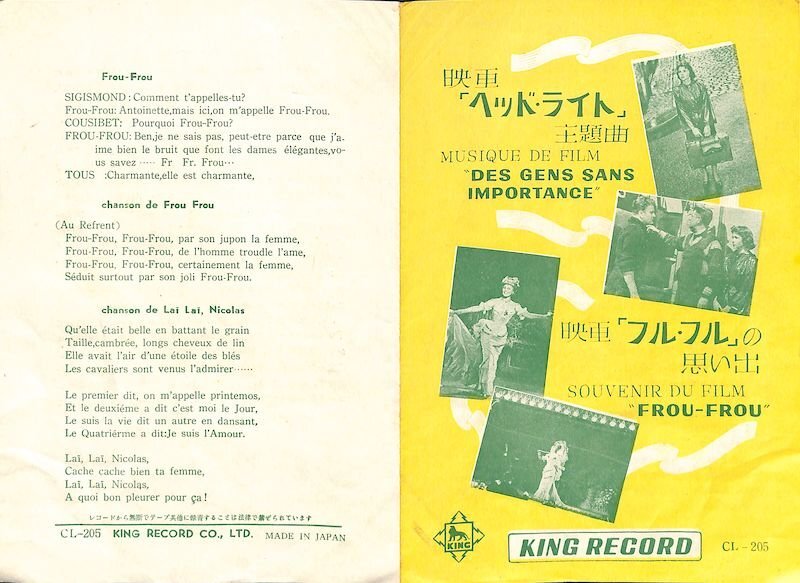 Frou-Frou
SIGISMOND : Comment t'appelles-tu?
Frou-Frou: Antoinette,mais ici,on m'appelle Frou-Frou.
COUSIBET: Pourquoi Frou-Frou?
FROU-FROU: Ben,je ne sais pas, peut-etre parce que j'a-
ime bien le bruit que font les dames élégantes,vo-
us savez ····· Fr Fr. Frou···
TOUS :Charmante,elle est charmante,
chanson de Frou Frou
(Au Refrent)
Frou-Frou, Frou-Frou, par son jupon la femme,
Frou-Frou, Frou-Frou, de l'homme troudle l'ame,
Frou-Frou, Frou-Frou, certainement la femme,
Séduit surtout par son joli Frou-Frou.
chanson de Laï Laï, Nicolas
Qu'elle était belle en battant le grain
Taille,cambrée, longs cheveux de lin
Elle avait l'air d'une étoile des blés
Les cavaliers sont venus l'admirer······
Le premier dit, on m'appelle printemos,
Et le deuxiéme a dit c'est moi le Jour,
Le suis la vie dit un autre en dansant,
Le Quatriérme a dit:Je suis l'Amour.
Laï, Laï, Nicolas,
Cache cache bien ta femme,
Laï, Laï, Nicolas,
A quoi bon pleurer pour ça !
レコードから無断でテープ其他に録音することは法律で禁ぜられています
CL-205 KING RECORD CO., LTD. MADE IN JAPAN
映画
「ヘッド・ライト」
主題曲
MUSIQUE DE FILM
"DES GENS SANS
IMPORTANCE"
映画「フル・フル」の
思い出
SOUVENIR DU FILM
"FROU-FROU"
KING
KING RECORD
CL-205